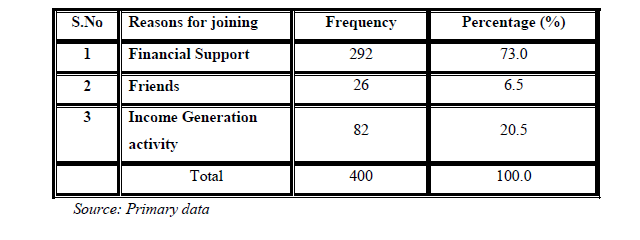 S.No Reasons for joining Frequency Percentage (%)
1 Financial Support 292 73.0
2 Friends 26 6.5
3 Income Generation activity 82 20.5
Total 400 100.0
Source: Primary data